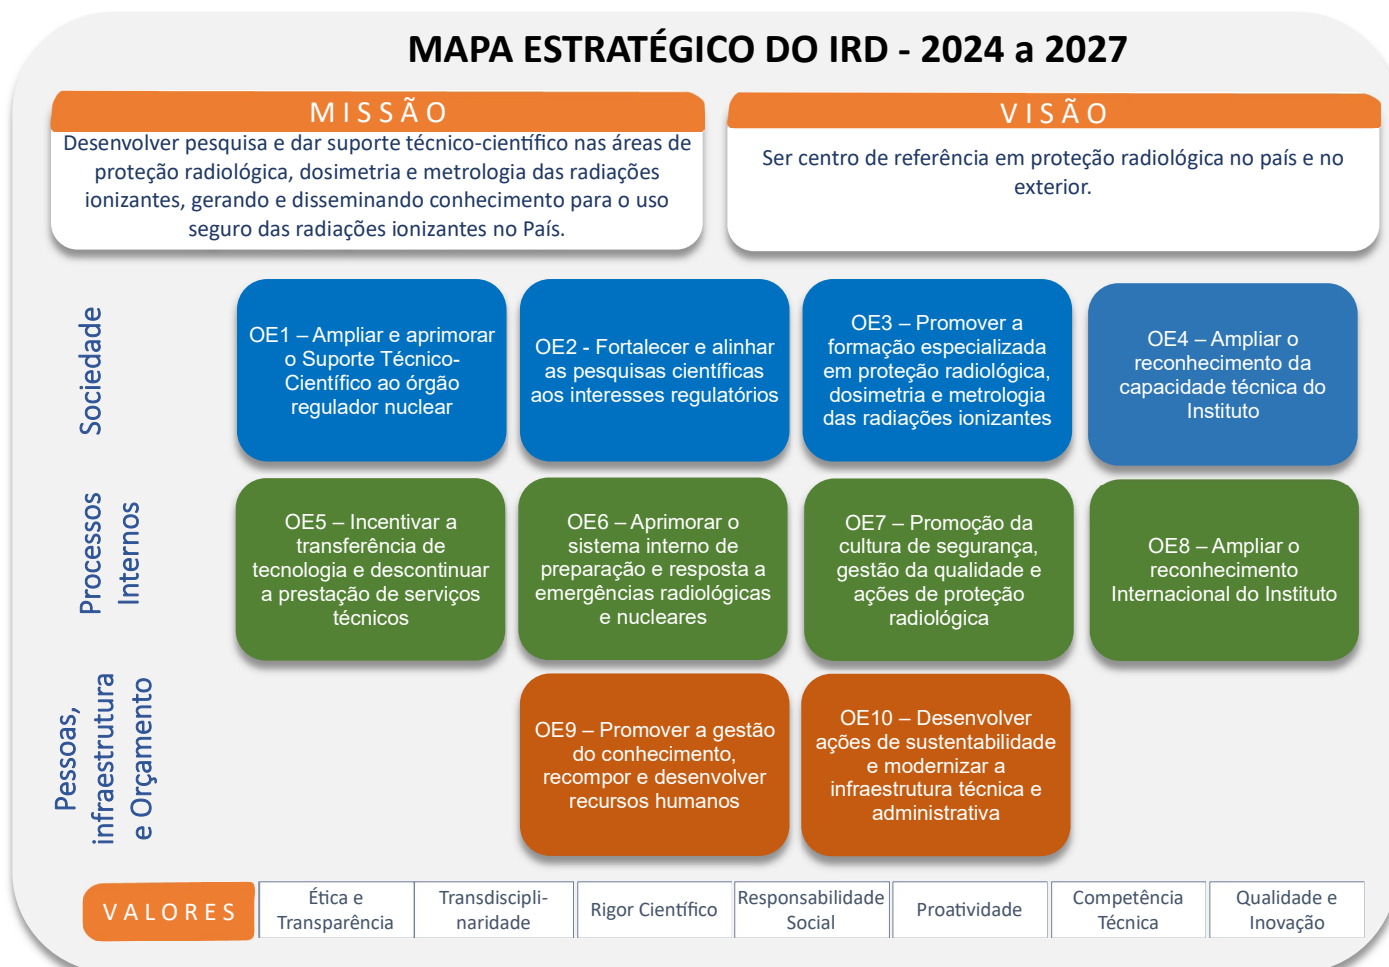 MAPA ESTRATÉGICO DO IRD - 2024 a 2027
MISSÃO
Desenvolver pesquisa e dar suporte técnico-científico nas áreas de
proteção radiológica, dosimetria e metrologia das radiações
ionizantes, gerando e disseminando conhecimento para o uso
seguro das radiações ionizantes no País.
VISÃO
Ser centro de referência em proteção radiológica no país e no
exterior.
Sociedade
OE1 – Ampliar e aprimorar
o Suporte Técnico-
Científico ao órgão
regulador nuclear
OE2 - Fortalecer e alinhar
as pesquisas científicas
aos interesses regulatórios
OE3 – Promover a
formação especializada
em proteção radiológica,
dosimetria e metrologia
das radiações ionizantes
OE4 – Ampliar o
reconhecimento da
capacidade técnica do
Instituto
Processos
Internos
OE5 – Incentivar a
transferência de
tecnologia e descontinuar
a prestação de serviços
técnicos
OE6 – Aprimorar o
sistema interno de
preparação e resposta a
emergências radiológicas
e nucleares
OE7 – Promoção da
cultura de segurança,
gestão da qualidade e
ações de proteção
radiológica
OE8 – Ampliar o
reconhecimento
Internacional do Instituto
Pessoas,
infraestrutura
e Orçamento
OE9 – Promover a gestão
do conhecimento,
recompor e desenvolver
recursos humanos
OE10 – Desenvolver
ações de sustentabilidade
e modernizar a
infraestrutura técnica e
administrativa
VALORES
Ética e
Transparência
Transdiscipli-
naridade
Rigor Científico
Responsabilidade
Social
Proatividade
Competência
Técnica
Qualidade e
Inovação